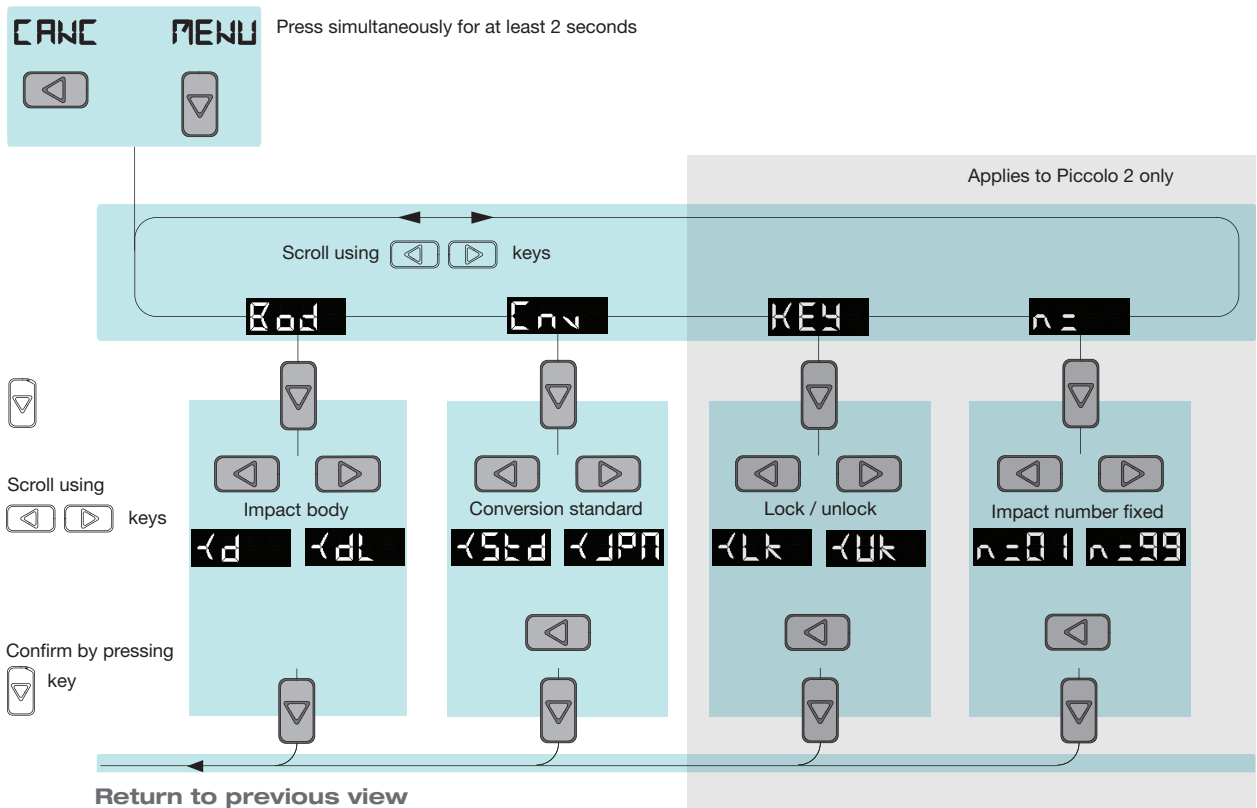 CANC MENU Press simultaneously for at least 2 seconds
Applies to Piccolo 2 only
Scroll using keys
Bod Cnv KEY n=
Scroll using
keys
Impact body Conversion standard Lock / unlock Impact number fixed
d dL Std JPN Lk Uk n=01 n=99
Confirm by pressing
key
Return to previous view